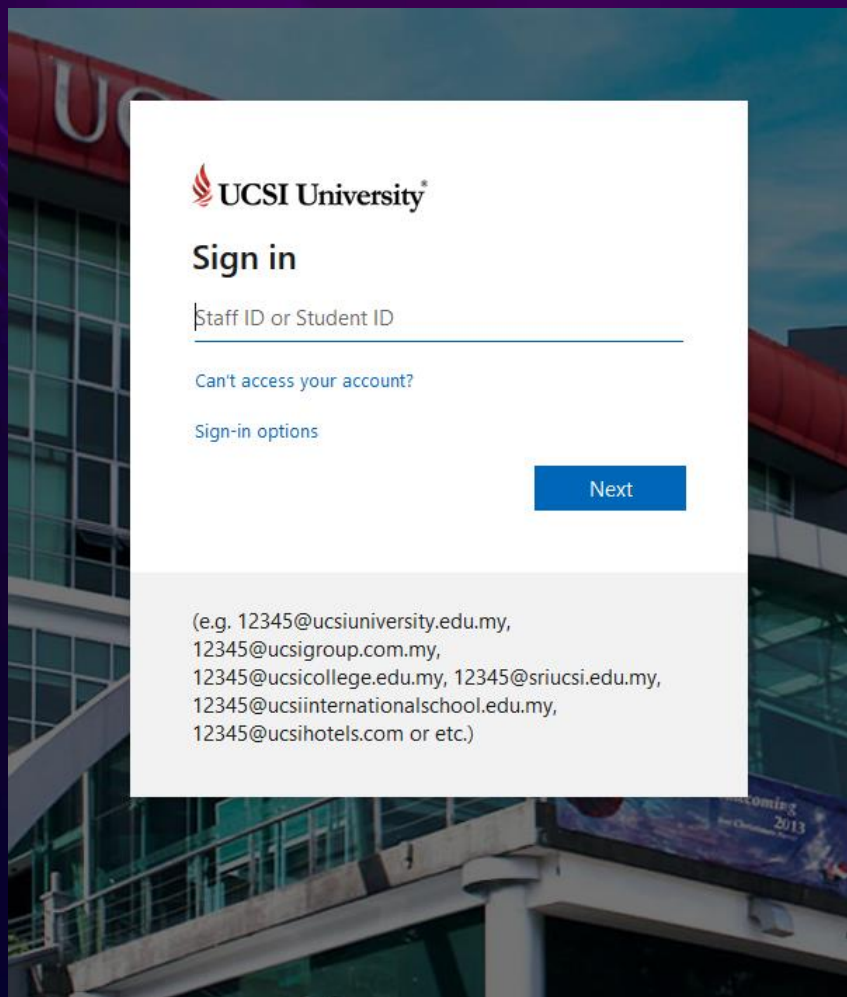 UC
UCSI University®
Sign in
Staff ID or Student ID
Can't access your account?
Sign-in options
Next
(e.g. 12345@ucsiuniversity.edu.my,
12345@ucsigroup.com.my,
12345@ucsicollege.edu.my, 12345@sriucsi.edu.my,
12345@ucsiinternationalschool.edu.my,
12345@ucsihotels.com or etc.)
2013